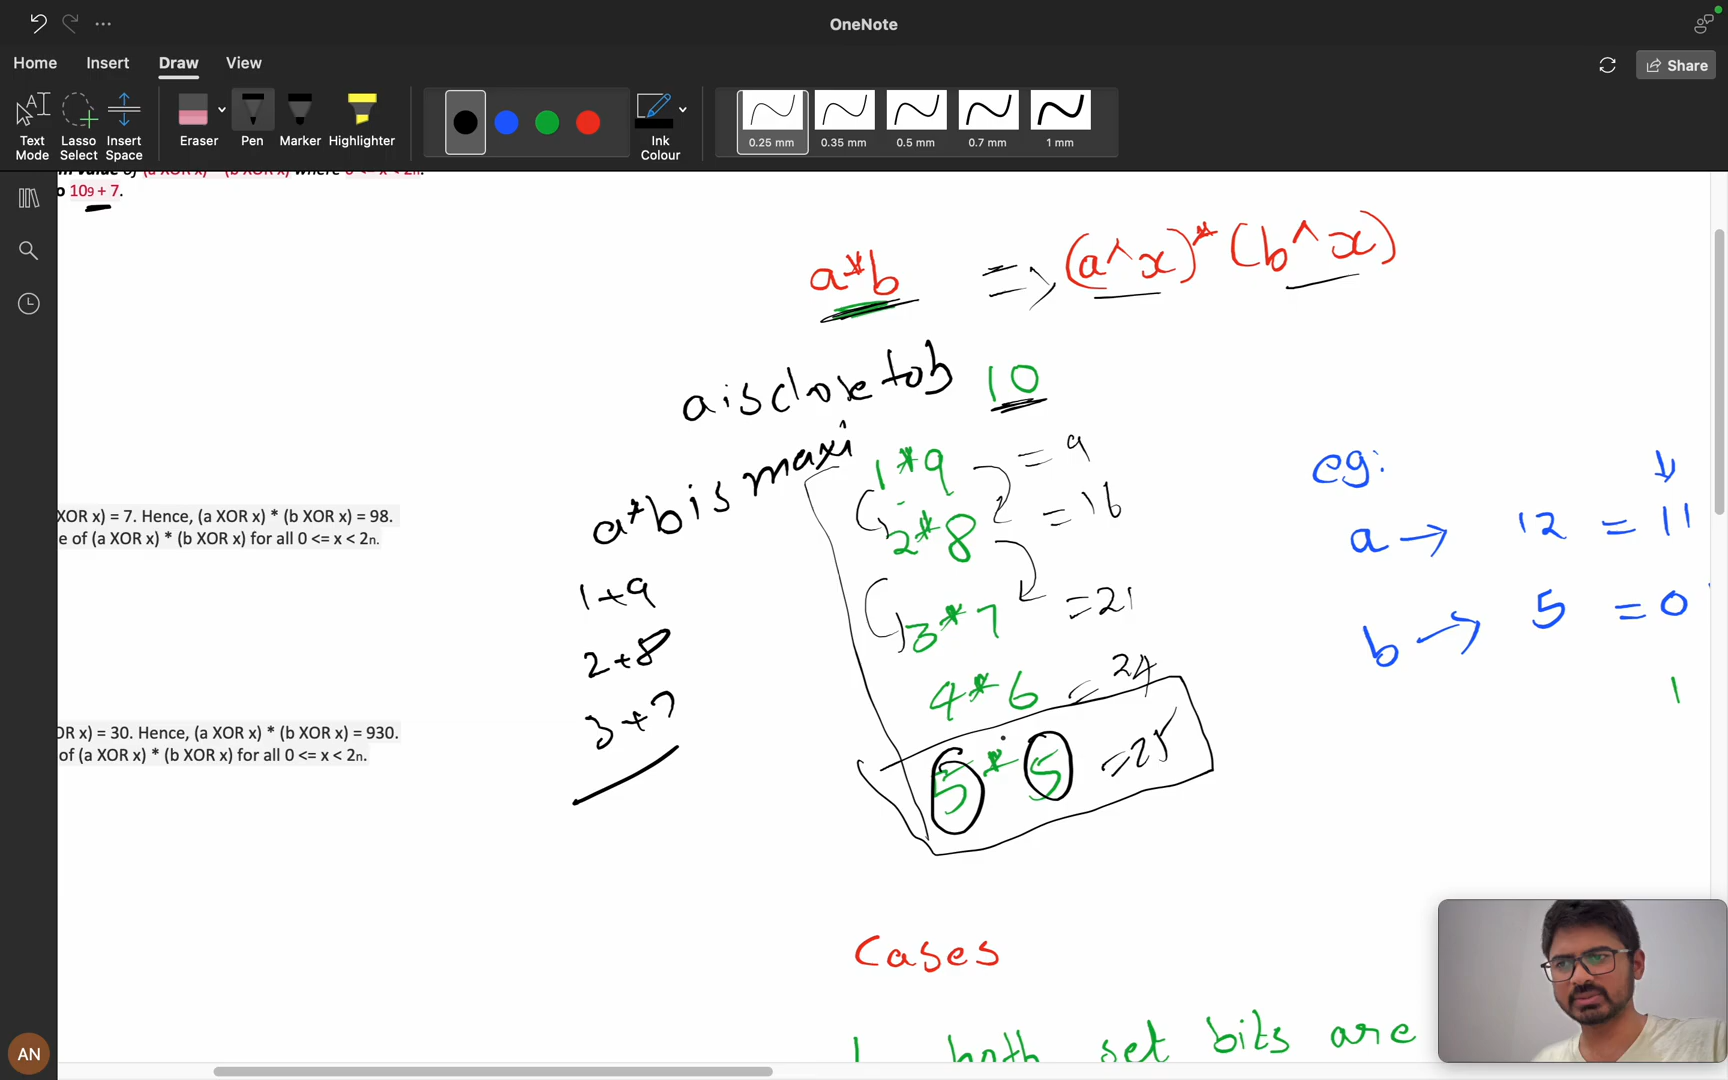 OneNote
Home Insert Draw View
Share
Text Mode
Lasso Select
Insert Space
Eraser
Pen
Marker
Highlighter
Ink Colour
0.25 mm
0.35 mm
0.5 mm
0.7 mm
1 mm
o 109 + 7.
a*b => (a^x)* (b^x)
a is close to b 10
a*b is maxi
1*9 = 9
2*8 = 16
3*7 = 21
4*6 = 24
5*5 = 25
1+9
2+8
3+7
eg:
a → 12 = 11
b → 5 = 0
1
XOR x) = 7. Hence, (a XOR x) * (b XOR x) = 98.
e of (a XOR x) * (b XOR x) for all 0 <= x < 2n.
OR x) = 30. Hence, (a XOR x) * (b XOR x) = 930.
of (a XOR x) * (b XOR x) for all 0 <= x < 2n.
Cases
1 both set bits are
AN